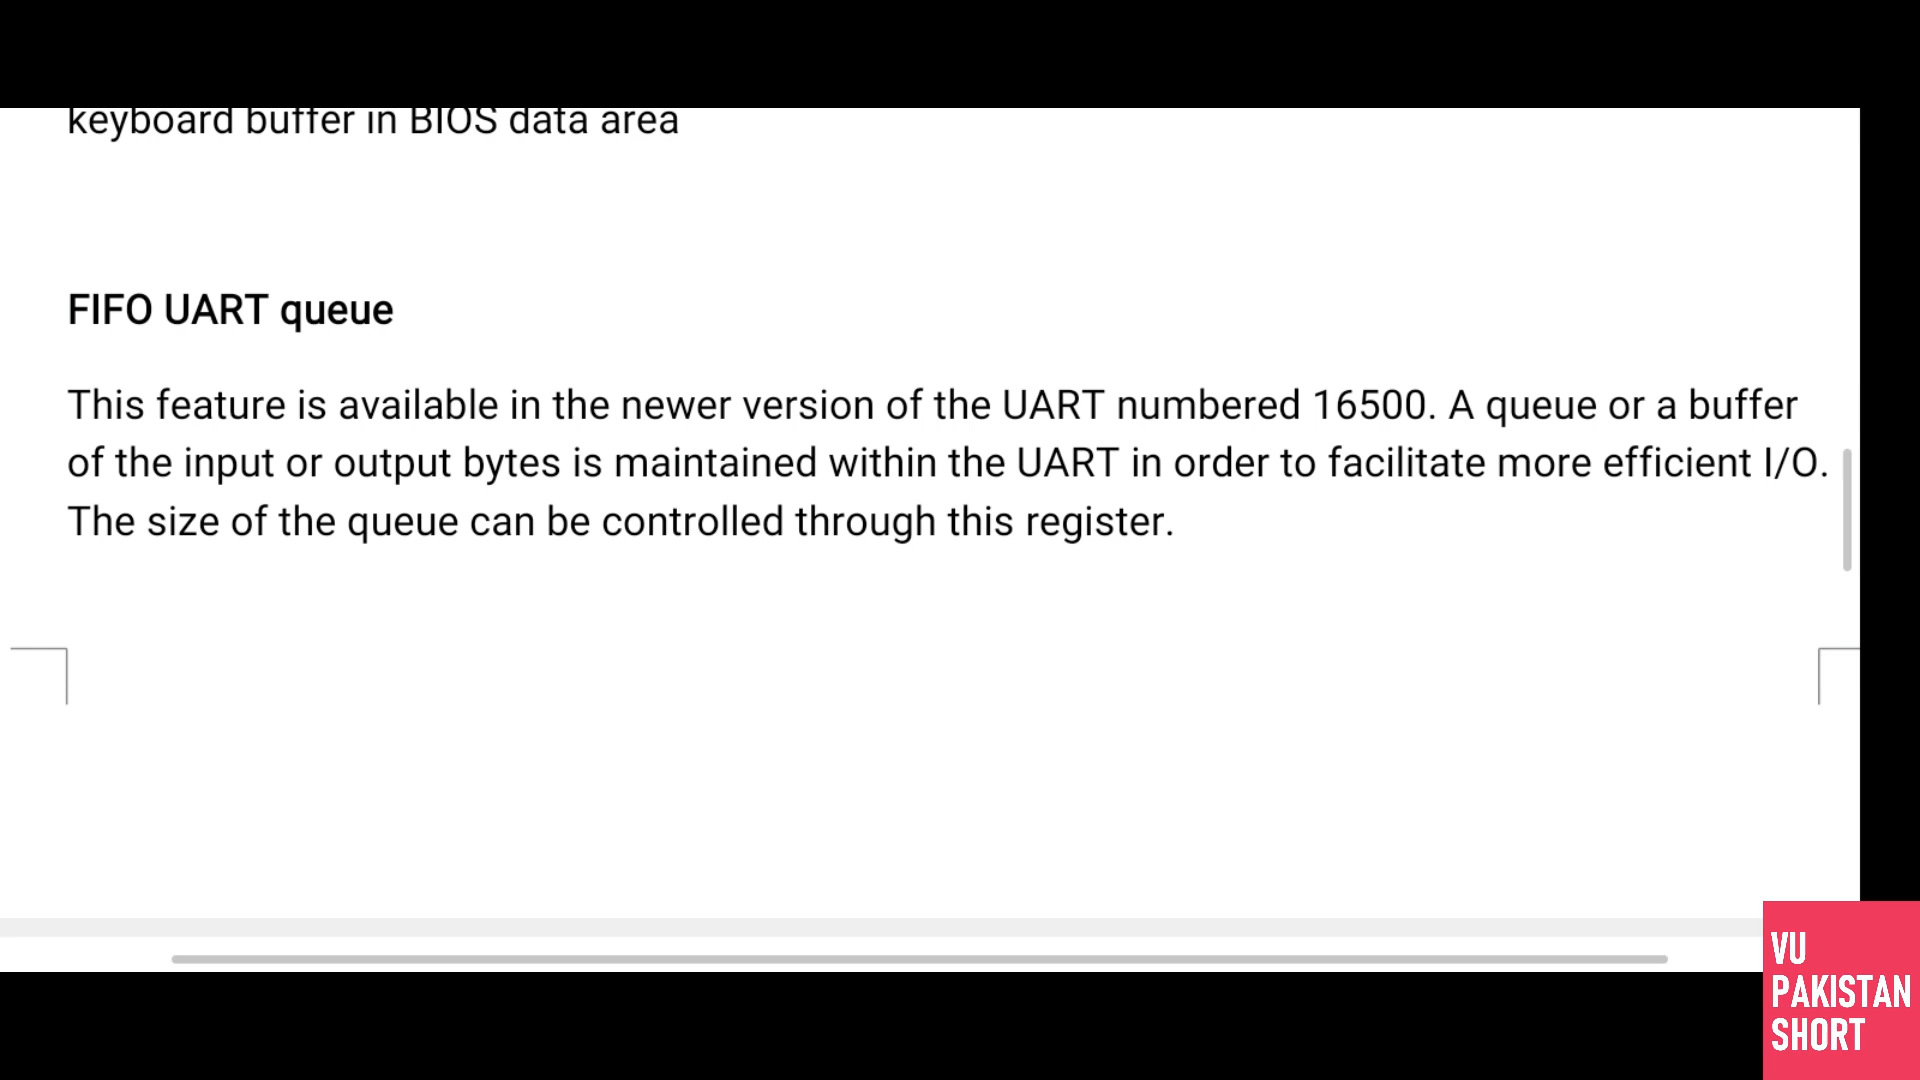 keyboard buffer in BIOS data area
FIFO UART queue
This feature is available in the newer version of the UART numbered 16500. A queue or a buffer
of the input or output bytes is maintained within the UART in order to facilitate more efficient I/O.
The size of the queue can be controlled through this register.
VU
PAKISTAN
SHORT